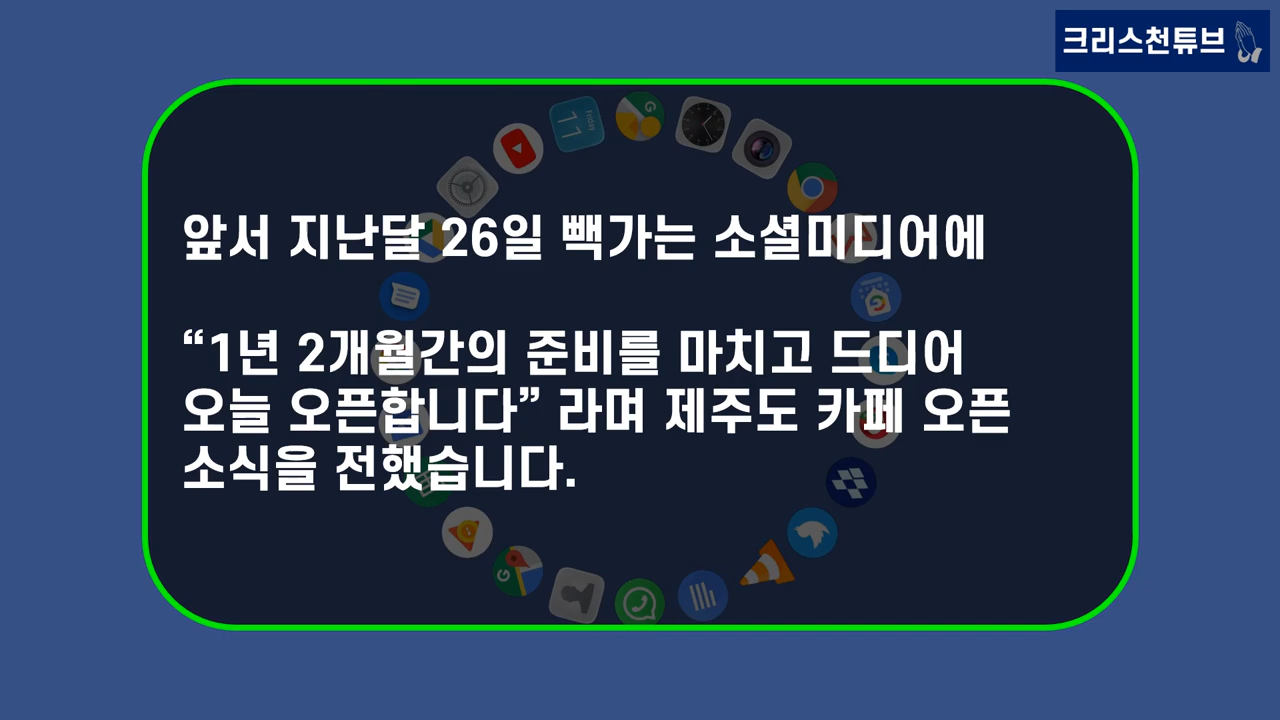 크리스천튜브
Friday
11
앞서 지난달 26일 빽가는 소셜미디어에
“1년 2개월간의 준비를 마치고 드디어
오늘 오픈합니다” 라며 제주도 카페 오픈
소식을 전했습니다.